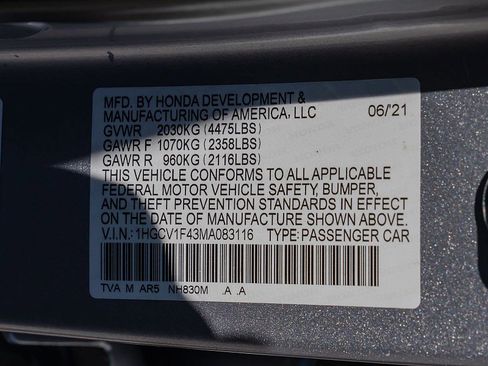 MFD. BY HONDA DEVELOPMENT &
MANUFACTURING OF AMERICA, LLC 06/'21
GVWR 2030KG (4475LBS)
GAWR F 1070KG (2358LBS)
GAWR R 960KG (2116LBS)
THIS VEHICLE CONFORMS TO ALL APPLICABLE
FEDERAL MOTOR VEHICLE SAFETY, BUMPER,
AND THEFT PREVENTION STANDARDS IN EFFECT
ON THE DATE OF MANUFACTURE SHOWN ABOVE.
V.I.N.: 1HGCV1F43MA083116 TYPE: PASSENGER CAR
TVA M AR5 NH830M .A .A